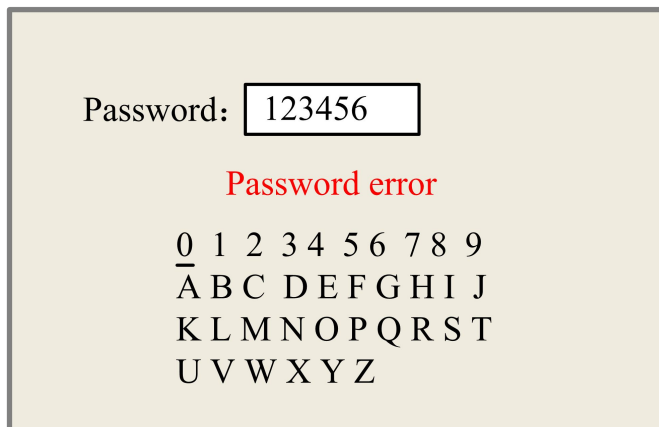 Password: 123456
Password error
0 1 2 3 4 5 6 7 8 9
A B C D E F G H I J
K L M N O P Q R S T
U V W X Y Z